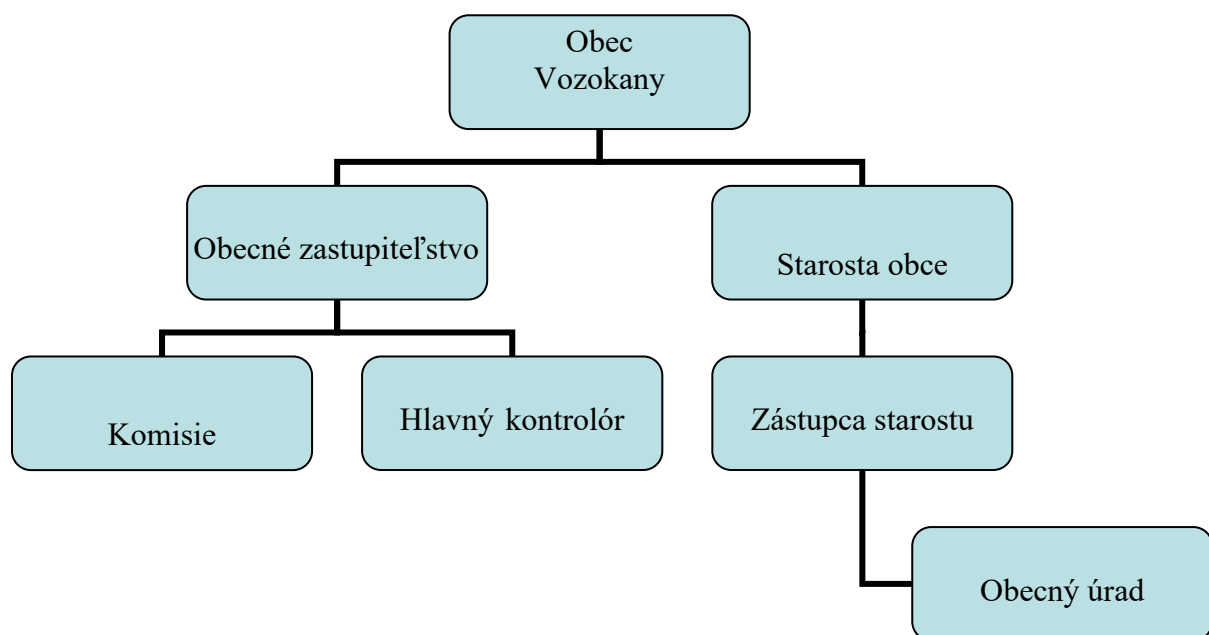 Obec
Vozokany
Obecné zastupiteľstvo
Starosta obce
Komisie
Hlavný kontrolór
Zástupca starostu
Obecný úrad